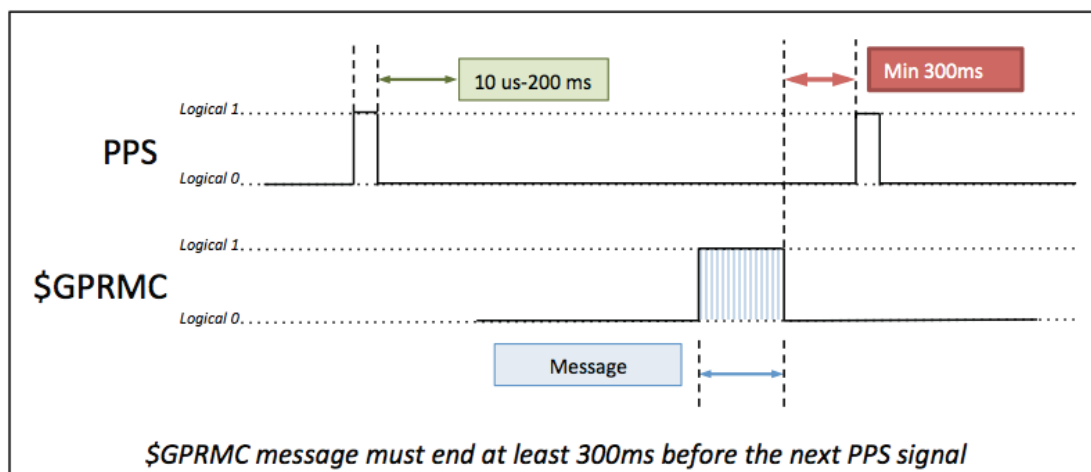 10 us-200 ms
Min 300ms
Logical 1
PPS
Logical 0
Logical 1
$GPRMC
Logical 0
Message
$GPRMC message must end at least 300ms before the next PPS signal